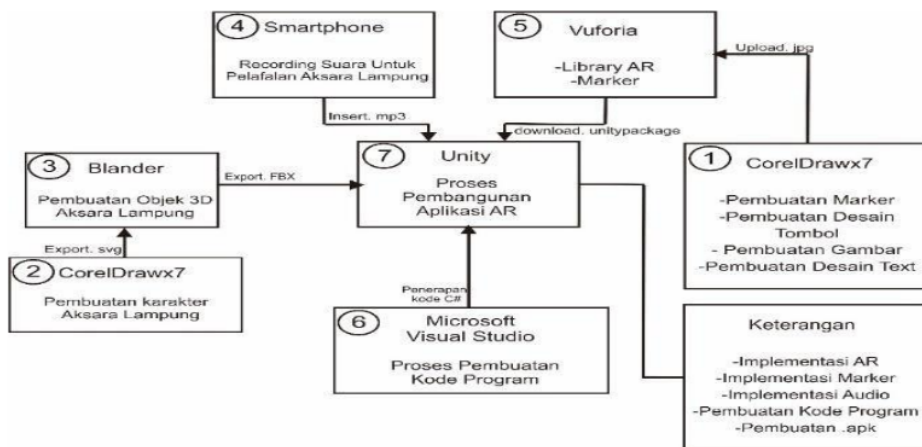 4 Smartphone
Recording Suara Untuk
Pelafalan Aksara Lampung
5 Vuforia
-Library AR
-Marker
Upload. jpg
Insert. mp3
download. unitypackage
3 Blander
Pembuatan Objek 3D
Aksara Lampung
Export. FBX
7 Unity
Proses
Pembangunan
Aplikasi AR
1 CorelDrawx7
-Pembuatan Marker
-Pembuatan Desain
Tombol
- Pembuatan Gambar
-Pembuatan Desain Text
Export. svg
2 CorelDrawx7
Pembuatan karakter
Aksara Lampung
Penerapan
kode C#
6 Microsoft
Visual Studio
Proses Pembuatan
Kode Program
Keterangan
-Implementasi AR
-Implementasi Marker
-Implementasi Audio
-Pembuatan Kode Program
-Pembuatan .apk